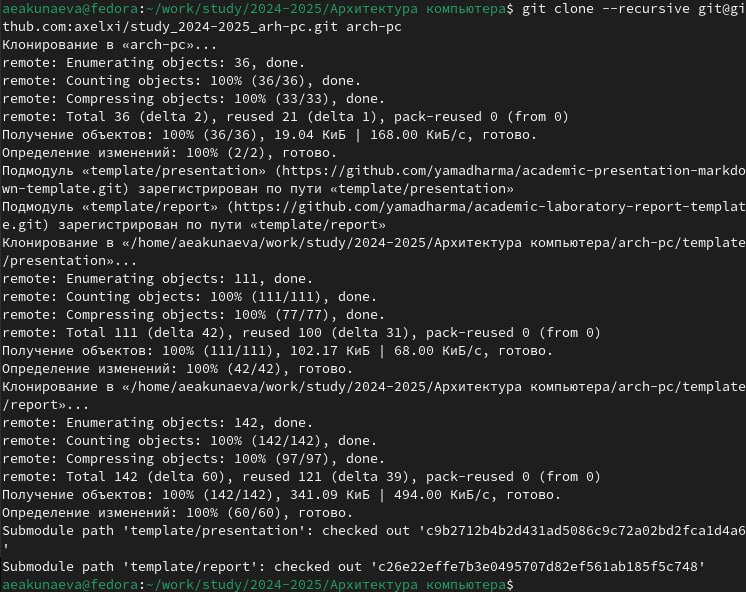 aeakunaeva@fedora:~/work/study/2024-2025/Архитектура компьютера$ git clone --recursive git@gi
thub.com:axelxi/study_2024-2025_arh-pc.git arch-pc
Клонирование в «arch-pc»...
remote: Enumerating objects: 36, done.
remote: Counting objects: 100% (36/36), done.
remote: Compressing objects: 100% (33/33), done.
remote: Total 36 (delta 2), reused 21 (delta 1), pack-reused 0 (from 0)
Получение объектов: 100% (36/36), 19.04 КиБ | 168.00 КиБ/с, готово.
Определение изменений: 100% (2/2), готово.
Подмодуль «template/presentation» (https://github.com/yamadharma/academic-presentation-markdo
wn-template.git) зарегистрирован по пути «template/presentation»
Подмодуль «template/report» (https://github.com/yamadharma/academic-laboratory-report-templat
e.git) зарегистрирован по пути «template/report»
Клонирование в «/home/aeakunaeva/work/study/2024-2025/Архитектура компьютера/arch-pc/template
/presentation»...
remote: Enumerating objects: 111, done.
remote: Counting objects: 100% (111/111), done.
remote: Compressing objects: 100% (77/77), done.
remote: Total 111 (delta 42), reused 100 (delta 31), pack-reused 0 (from 0)
Получение объектов: 100% (111/111), 102.17 КиБ | 68.00 КиБ/с, готово.
Определение изменений: 100% (42/42), готово.
Клонирование в «/home/aeakunaeva/work/study/2024-2025/Архитектура компьютера/arch-pc/template
/report»...
remote: Enumerating objects: 142, done.
remote: Counting objects: 100% (142/142), done.
remote: Compressing objects: 100% (97/97), done.
remote: Total 142 (delta 60), reused 121 (delta 39), pack-reused 0 (from 0)
Получение объектов: 100% (142/142), 341.09 КиБ | 494.00 КиБ/с, готово.
Определение изменений: 100% (60/60), готово.
Submodule path 'template/presentation': checked out 'c9b2712b4b2d431ad5086c9c72a02bd2fca1d4a6
'
Submodule path 'template/report': checked out 'c26e22effe7b3e0495707d82ef561ab185f5c748'
aeakunaeva@fedora:~/work/study/2024-2025/Архитектура компьютера$